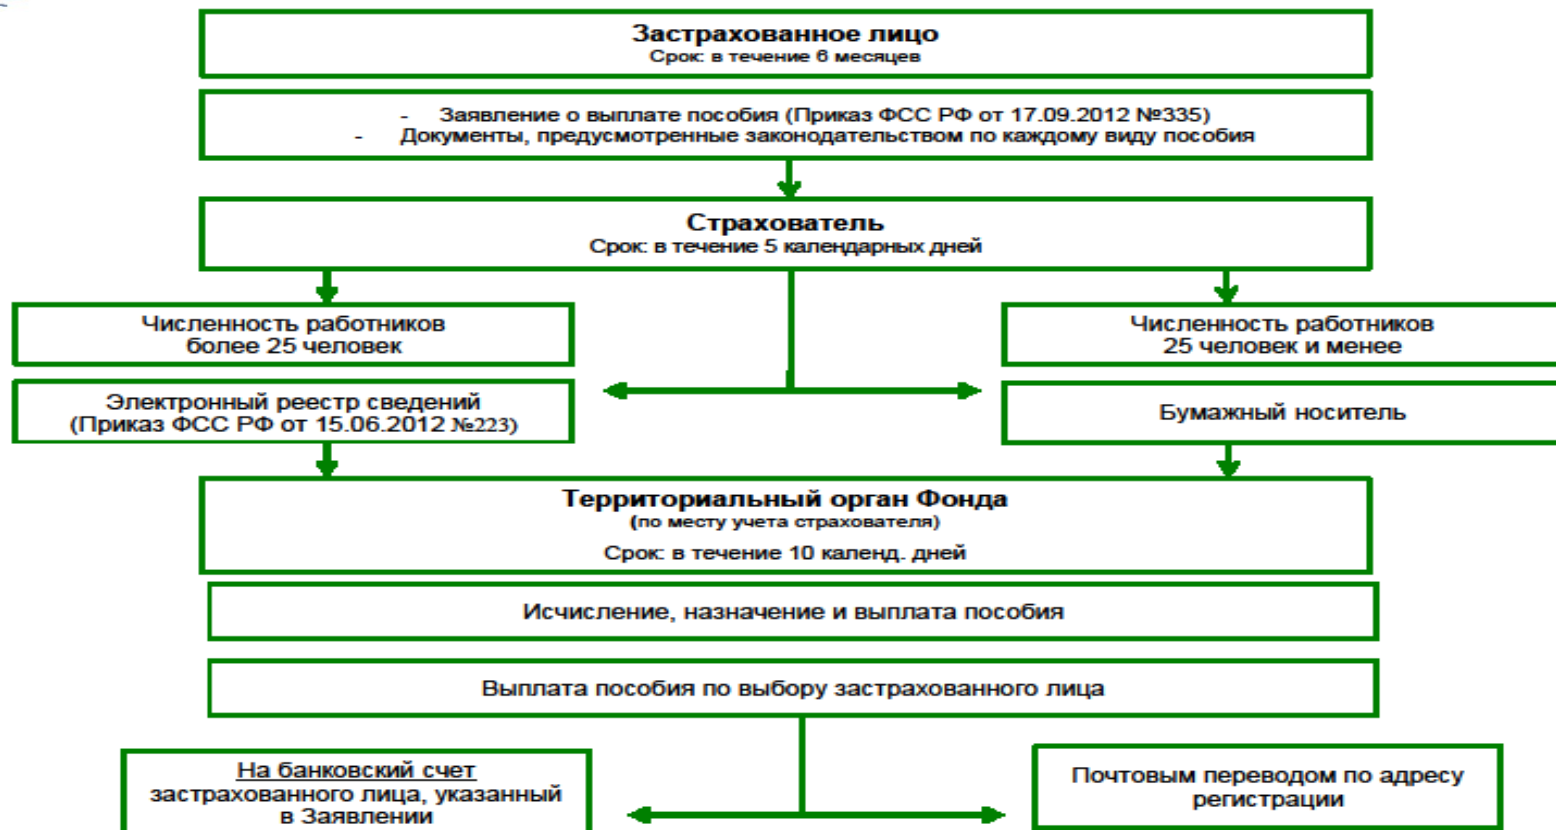 Застрахованное лицо
Срок: в течение 6 месяцев
- Заявление о выплате пособия (Приказ ФСС РФ от 17.09.2012 №335)
- Документы, предусмотренные законодательством по каждому виду пособия
Страхователь
Срок: в течение 5 календарных дней
Численность работников
более 25 человек
Численность работников
25 человек и менее
Электронный реестр сведений
(Приказ ФСС РФ от 15.06.2012 №223)
Бумажный носитель
Территориальный орган Фонда
(по месту учета страхователя)
Срок: в течение 10 календ. дней
Исчисление, назначение и выплата пособия
Выплата пособия по выбору застрахованного лица
На банковский счет
застрахованного лица, указанный
в Заявлении
Почтовым переводом по адресу
регистрации